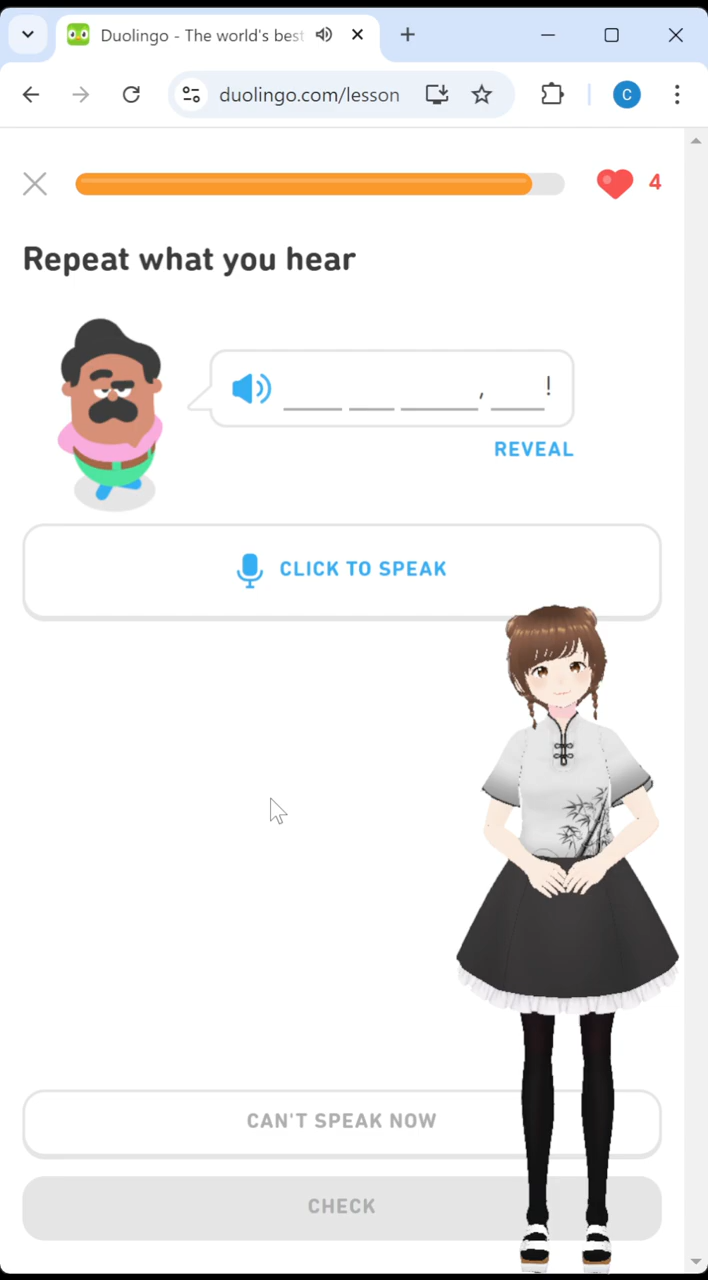 Duolingo - The world's best
duolingo.com/lesson
C
4
Repeat what you hear
, !
REVEAL
CLICK TO SPEAK
CAN'T SPEAK NOW
CHECK